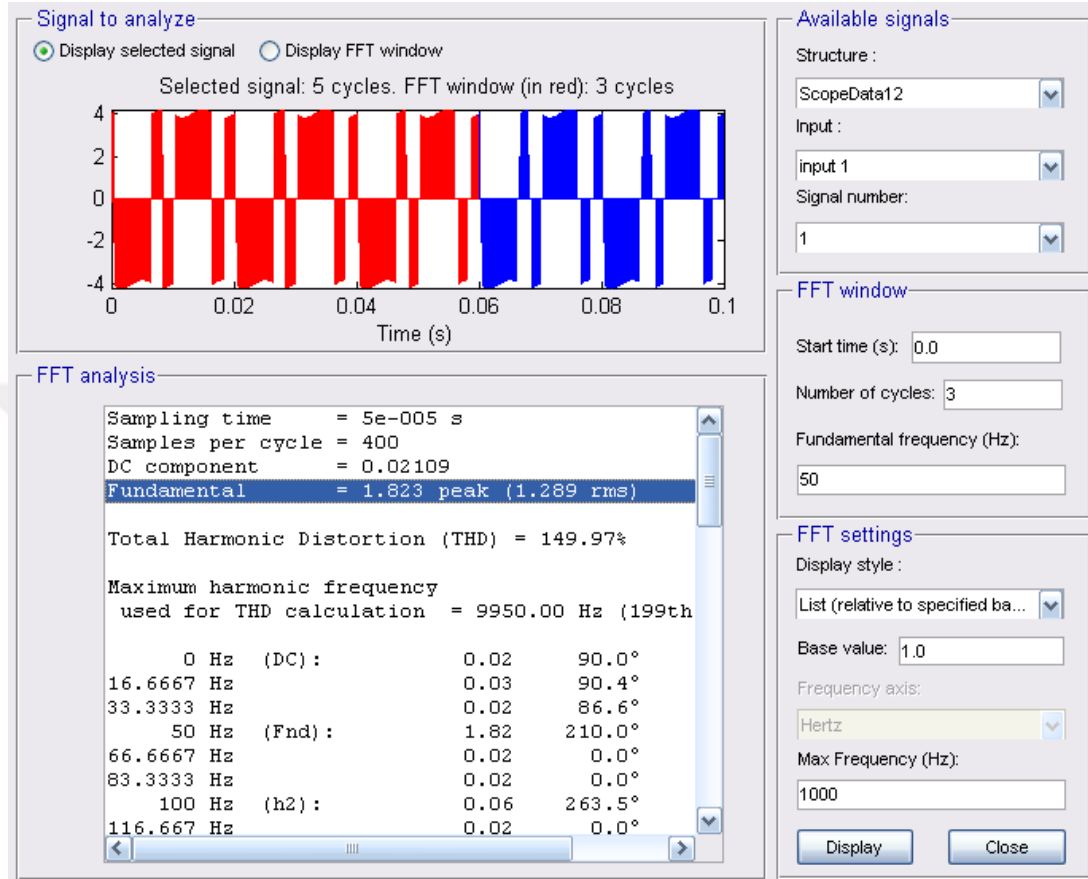 Signal to analyze
Display selected signal Display FFT window
Selected signal: 5 cycles. FFT window (in red): 3 cycles
4
2
0
-2
-4
0 0.02 0.04 0.06 0.08 0.1
Time (s)
FFT analysis
Sampling time = 5e-005 s
Samples per cycle = 400
DC component = 0.02109
Fundamental = 1.823 peak (1.289 rms)
Total Harmonic Distortion (THD) = 149.97%
Maximum harmonic frequency
used for THD calculation = 9950.00 Hz (199th
0 Hz (DC): 0.02 90.0°
16.6667 Hz 0.03 90.4°
33.3333 Hz 0.02 86.6°
50 Hz (Fnd): 1.82 210.0°
66.6667 Hz 0.02 0.0°
83.3333 Hz 0.02 0.0°
100 Hz (h2): 0.06 263.5°
116.667 Hz 0.02 0.0°
Available signals
Structure :
ScopeData12
Input :
input 1
Signal number:
1
FFT window
Start time (s): 0.0
Number of cycles: 3
Fundamental frequency (Hz):
50
FFT settings
Display style :
List (relative to specified ba...
Base value: 1.0
Frequency axis:
Hertz
Max Frequency (Hz):
1000
Display Close